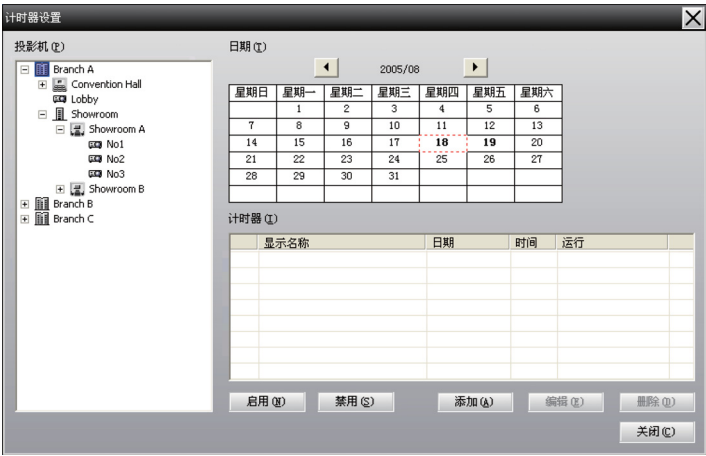 计时器设置
投影机(P)
Branch A
Convention Hall
Lobby
Showroom
Showroom A
No1
No2
No3
Showroom B
Branch B
Branch C
日期(T)
2005/08
星期日 星期一 星期二 星期三 星期四 星期五 星期六
1 2 3 4 5 6
7 8 9 10 11 12 13
14 15 16 17 18 19 20
21 22 23 24 25 26 27
28 29 30 31
计时器(I)
显示名称 日期 时间 运行
启用(N) 禁用(S) 添加(A) 编辑(E) 删除(D)
关闭(C)